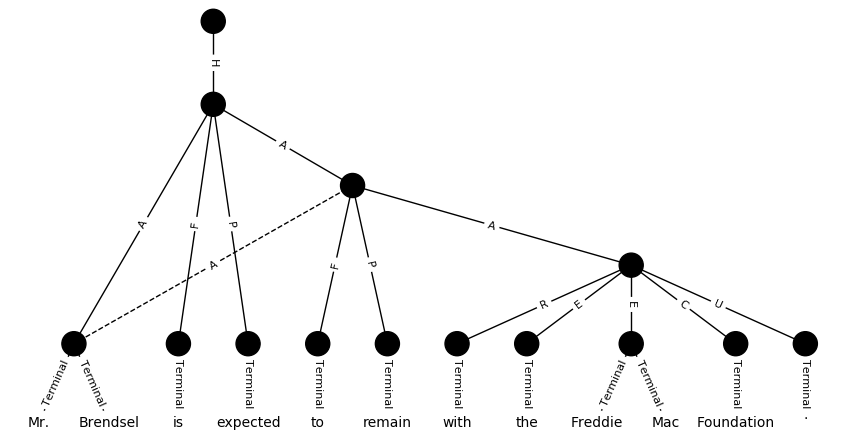 H
A
A
F
P
A
A
F
P
R
E
E
C
U
Terminal Terminal Terminal Terminal Terminal Terminal Terminal Terminal Terminal Terminal Terminal Terminal
Mr. Brendsel is expected to remain with the Freddie Mac Foundation .